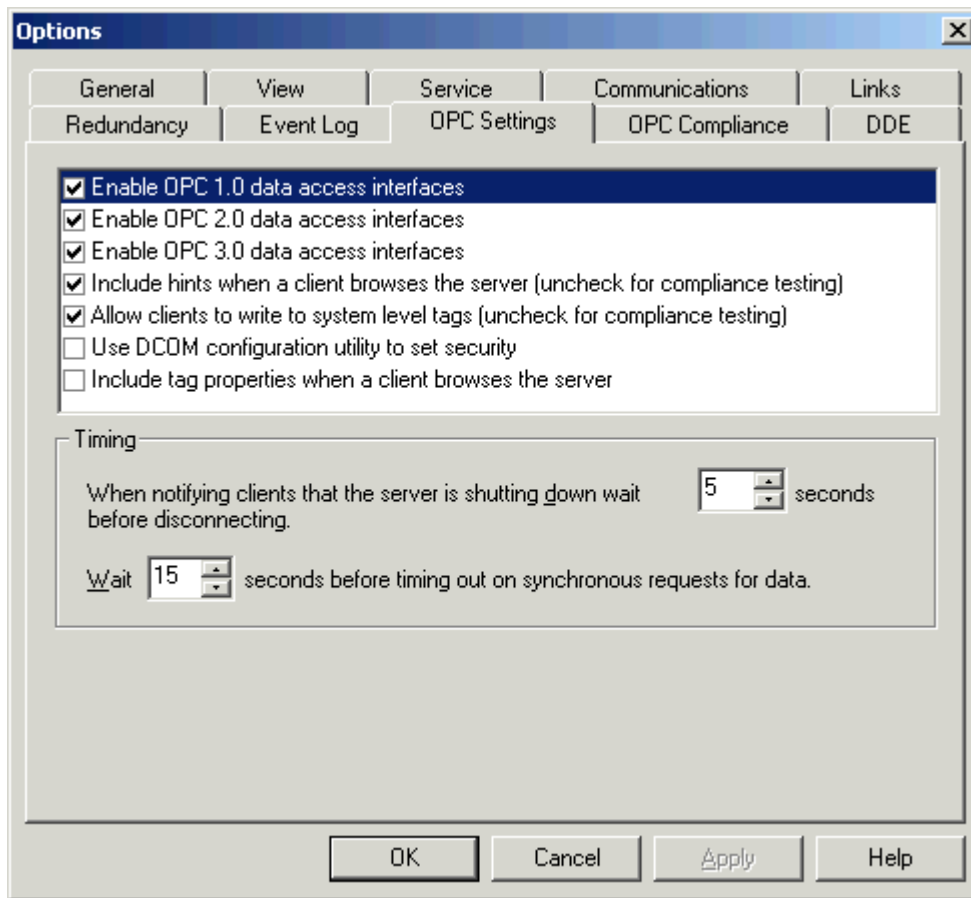 Options
General View Service Communications Links
Redundancy Event Log OPC Settings OPC Compliance DDE
Enable OPC 1.0 data access interfaces
Enable OPC 2.0 data access interfaces
Enable OPC 3.0 data access interfaces
Include hints when a client browses the server (uncheck for compliance testing)
Allow clients to write to system level tags (uncheck for compliance testing)
Use DCOM configuration utility to set security
Include tag properties when a client browses the server
Timing
When notifying clients that the server is shutting down wait 5 seconds
before disconnecting.
Wait 15 seconds before timing out on synchronous requests for data.
OK Cancel Apply Help